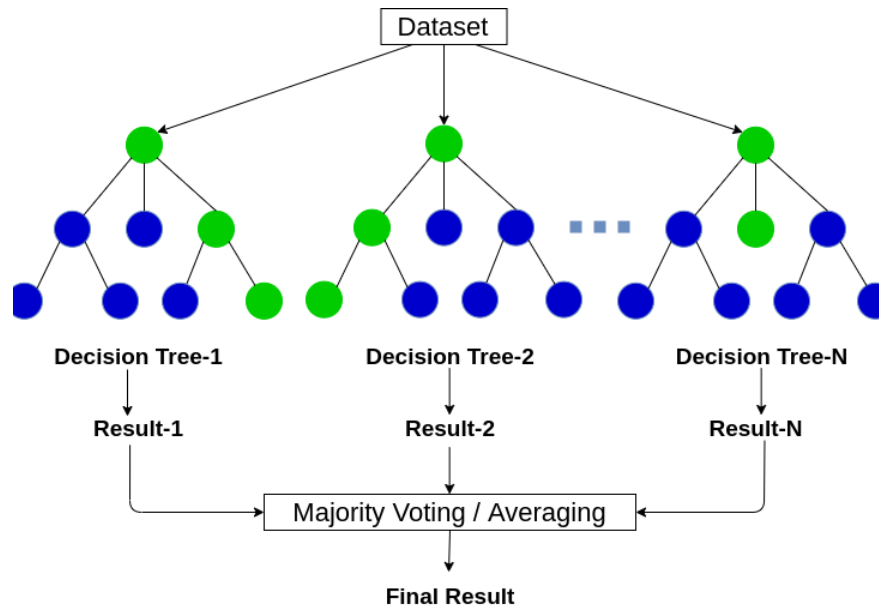 Dataset
Decision Tree-1
Decision Tree-2
Decision Tree-N
Result-1
Result-2
Result-N
Majority Voting / Averaging
Final Result